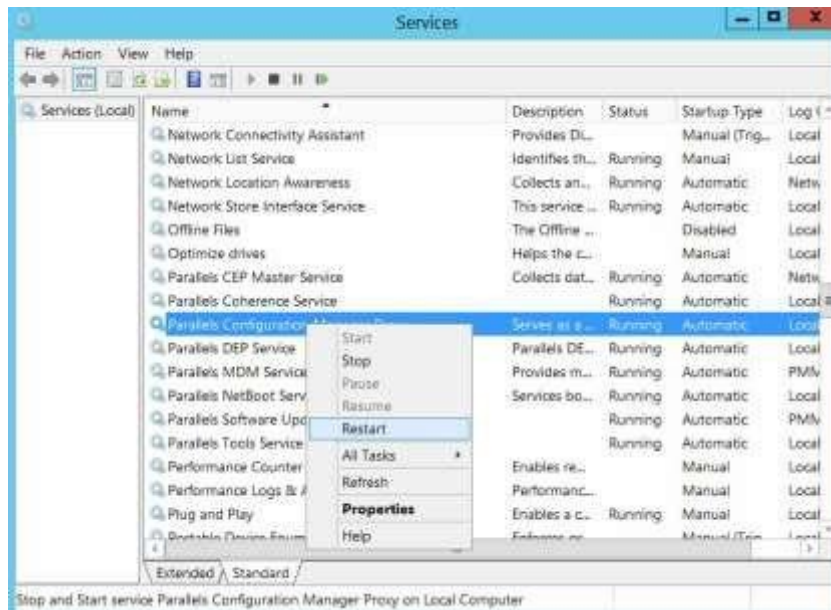 Services
File Action View Help
Services (Local)
Name Description Status Startup Type Log
Network Connectivity Assistant Provides Di... Manual (Trig... Local
Network List Service Identifies th... Running Manual Local
Network Location Awareness Collects an... Running Automatic Netw
Network Store Interface Service This service ... Running Automatic Local
Offline Files The Offline ... Disabled Local
Optimize drives Helps the c... Manual Local
Parallels CEP Master Service Collects dat... Running Automatic Netw
Parallels Coherence Service Running Automatic Local
Parallels Configuration Serves as a ... Running Automatic Local
Parallels DEP Service Parallels DE... Running Automatic Local
Parallels MDM Service Provides m... Running Automatic PMM
Parallels NetBoot Serv Services bo... Running Automatic Local
Parallels Software Upd Running Automatic PMM
Parallels Tools Service Running Automatic Local
Performance Counter Enables re... Manual Local
Performance Logs & Performanc... Manual Local
Plug and Play Enables a c... Running Manual Local
Portable Device Enum
Start
Stop
Pause
Resume
Restart
All Tasks
Refresh
Properties
Help
Extended Standard
Stop and Start service Parallels Configuration Manager Proxy on Local Computer